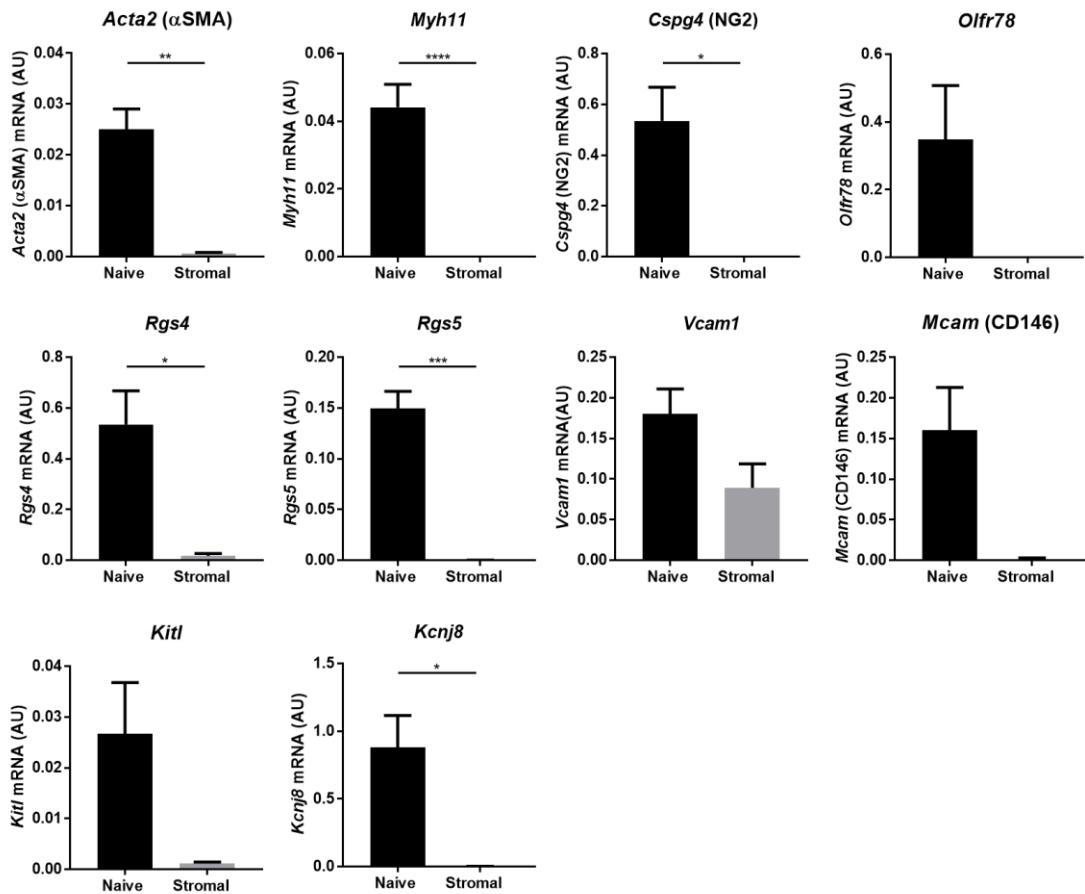 Acta2 (αSMA)
Acta2 (αSMA) mRNA (AU)
0.04
0.03
0.02
0.01
0.00
**
Naive Stromal
Myh11
Myh11 mRNA (AU)
0.06
0.04
0.02
0.00
****
Naive Stromal
Cspg4 (NG2)
Cspg4 (NG2) mRNA (AU)
0.8
0.6
0.4
0.2
0.0
*
Naive Stromal
Olfr78
Olfr78 mRNA (AU)
0.6
0.4
0.2
0.0
Naive Stromal
Rgs4
Rgs4 mRNA (AU)
0.8
0.6
0.4
0.2
0.0
*
Naive Stromal
Rgs5
Rgs5 mRNA (AU)
0.20
0.15
0.10
0.05
0.00
***
Naive Stromal
Vcam1
Vcam1 mRNA(AU)
0.25
0.20
0.15
0.10
0.05
0.00
Naive Stromal
Mcam (CD146)
Mcam (CD146) mRNA (AU)
0.25
0.20
0.15
0.10
0.05
0.00
Naive Stromal
Kitl
Kitl mRNA (AU)
0.04
0.03
0.02
0.01
0.00
Naive Stromal
Kcnj8
Kcnj8 mRNA (AU)
1.5
1.0
0.5
0.0
*
Naive Stromal